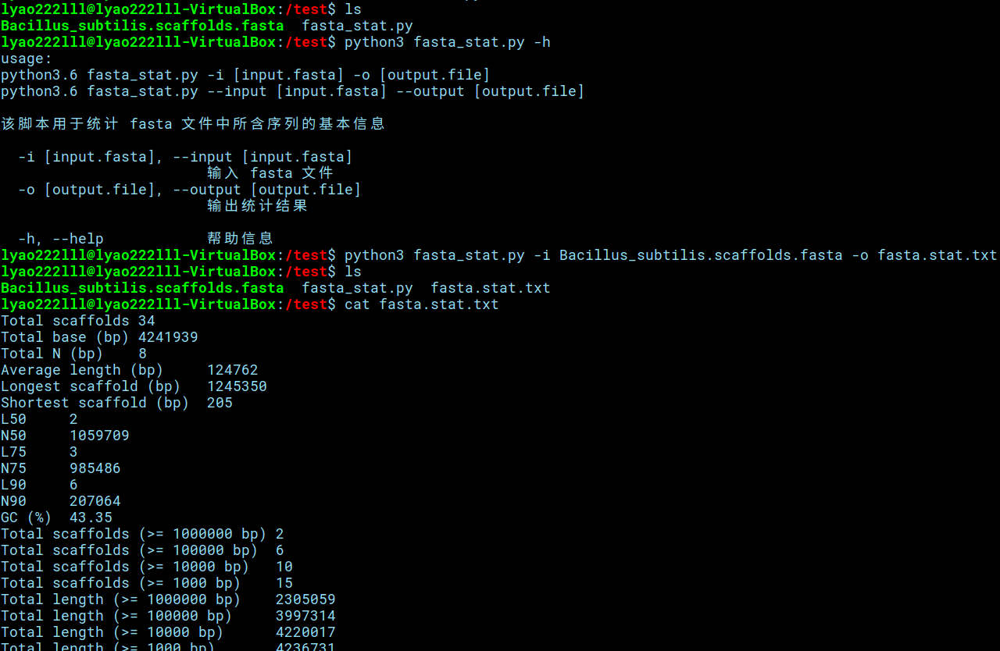 lyao222lll@lyao222lll-VirtualBox:/test$ ls
Bacillus_subtilis.scaffolds.fasta  fasta_stat.py
lyao222lll@lyao222lll-VirtualBox:/test$ python3 fasta_stat.py -h
usage:
python3.6 fasta_stat.py -i [input.fasta] -o [output.file]
python3.6 fasta_stat.py --input [input.fasta] --output [output.file]
该脚本用于统计 fasta 文件中所含序列的基本信息
  -i [input.fasta], --input [input.fasta]
                        输入 fasta 文件
  -o [output.file], --output [output.file]
                        输出统计结果
  -h, --help            帮助信息
lyao222lll@lyao222lll-VirtualBox:/test$ python3 fasta_stat.py -i Bacillus_subtilis.scaffolds.fasta -o fasta.stat.txt
lyao222lll@lyao222lll-VirtualBox:/test$ ls
Bacillus_subtilis.scaffolds.fasta  fasta_stat.py  fasta.stat.txt
lyao222lll@lyao222lll-VirtualBox:/test$ cat fasta.stat.txt
Total scaffolds 34
Total base (bp) 4241939
Total N (bp)    8
Average length (bp)     124762
Longest scaffold (bp)   1245350
Shortest scaffold (bp)  205
L50     2
N50     1059709
L75     3
N75     985486
L90     6
N90     207064
GC (%)  43.35
Total scaffolds (>= 1000000 bp) 2
Total scaffolds (>= 100000 bp)  6
Total scaffolds (>= 10000 bp)   10
Total scaffolds (>= 1000 bp)    15
Total length (>= 1000000 bp)    2305059
Total length (>= 100000 bp)     3997314
Total length (>= 10000 bp)      4220017
Total length (>= 1000 bp)       4236731